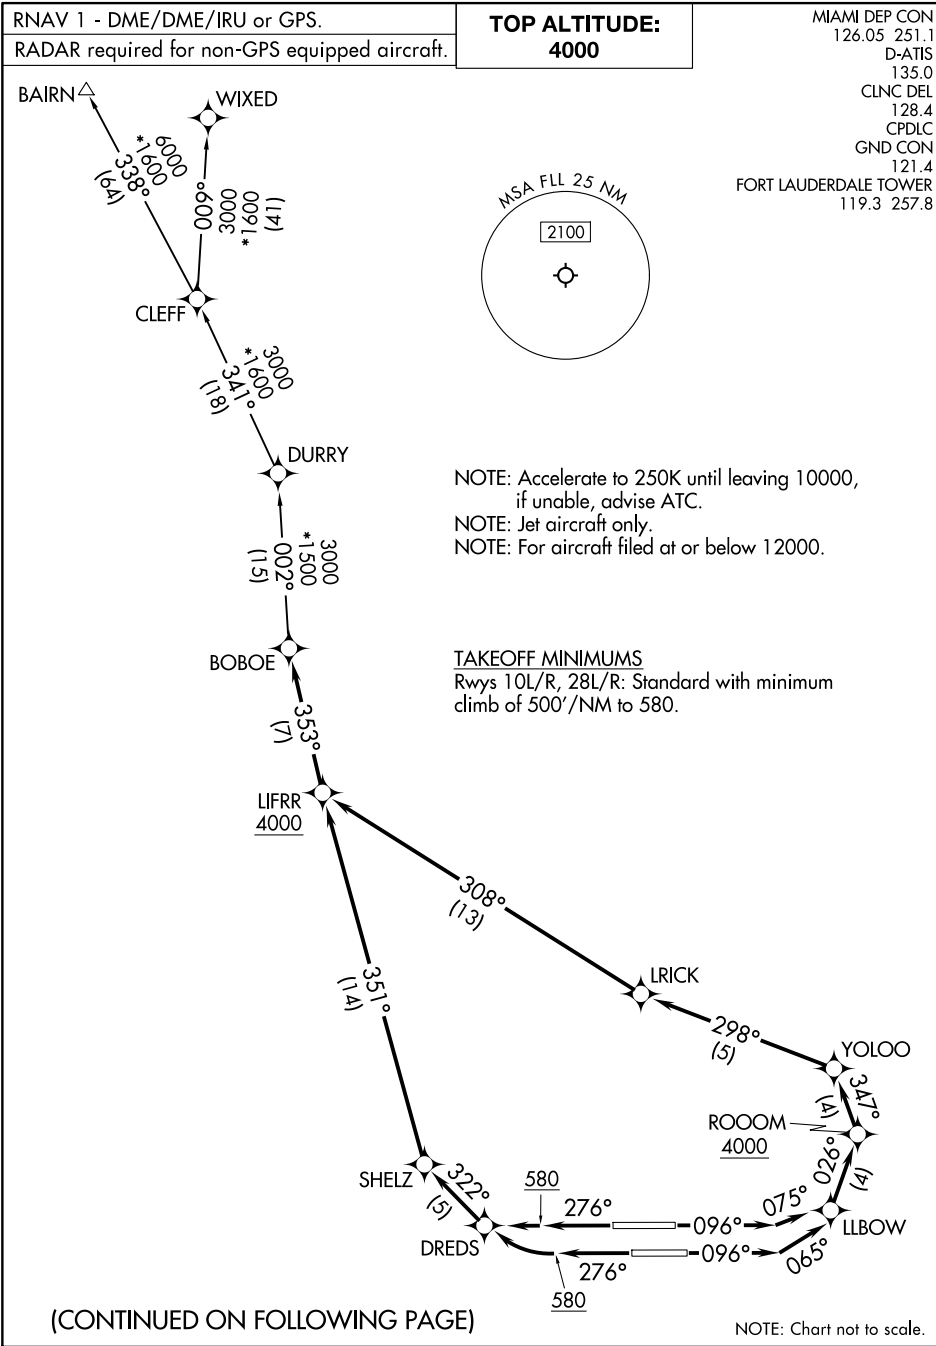 RNAV 1 - DME/DME/IRU or GPS.
RADAR required for non-GPS equipped aircraft.
TOP ALTITUDE:
4000
MIAMI DEP CON
126.05 251.1
D-ATIS
135.0
CLNC DEL
128.4
CPDLC
GND CON
121.4
FORT LAUDERDALE TOWER
119.3 257.8
BAIRN
WIXED
6000
*1600
338°
(64)
009°
3000
*1600
(41)
MSA FLL 25 NM
2100
CLEFF
3000
*1600
341°
(18)
DURRY
NOTE: Accelerate to 250K until leaving 10000,
if unable, advise ATC.
NOTE: Jet aircraft only.
NOTE: For aircraft filed at or below 12000.
3000
*1500
002°
(15)
BOBOE
TAKEOFF MINIMUMS
Rwys 10L/R, 28L/R: Standard with minimum
climb of 500'/NM to 580.
353°
(7)
LIFRR
4000
308°
(13)
351°
(14)
LRICK
298°
(5)
YOLOO
347°
(4)
ROOOM
4000
026°
(4)
SHELZ
322°
(5)
580
276°
096°
075°
LLBOW
DREDS
276°
096°
065°
580
(CONTINUED ON FOLLOWING PAGE)
NOTE: Chart not to scale.